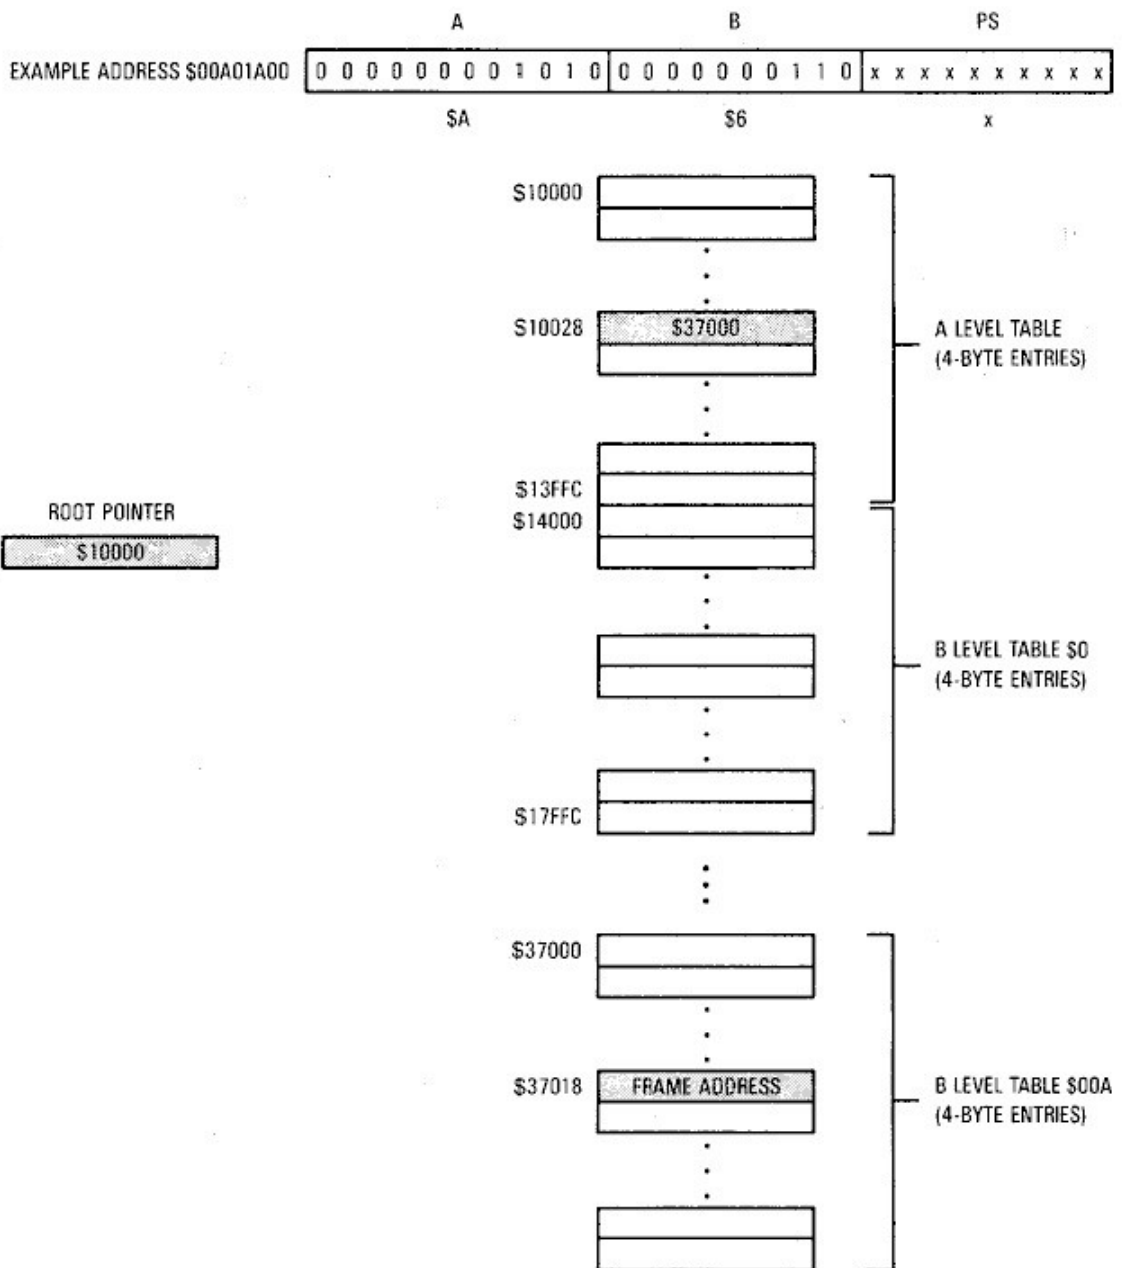 A B PS
EXAMPLE ADDRESS $00A01A00 0 0 0 0 0 0 0 0 1 0 1 0 0 0 0 0 0 0 0 1 1 0 x x x x x x x x x x
$A $6 x
$10000
$10028 $37000
A LEVEL TABLE
(4-BYTE ENTRIES)
$13FFC
ROOT POINTER
$14000
$10000
B LEVEL TABLE $0
(4-BYTE ENTRIES)
$17FFC
$37000
$37018 FRAME ADDRESS
B LEVEL TABLE $00A
(4-BYTE ENTRIES)